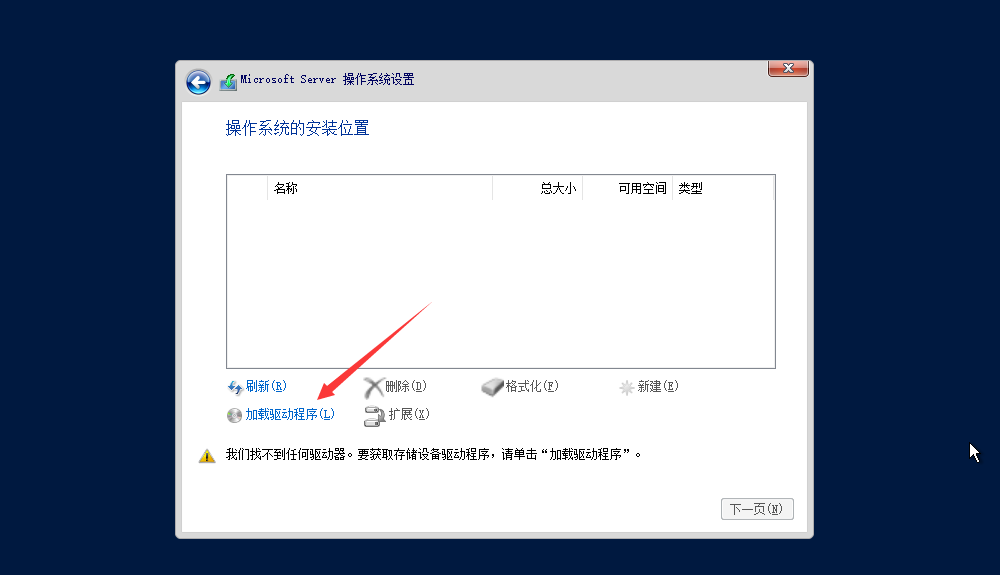 Microsoft Server 操作系统设置
操作系统的安装位置
名称 总大小 可用空间 类型
刷新(R) 删除(D) 格式化(F) 新建(E)
加载驱动程序(L) 扩展(X)
我们找不到任何驱动器。要获取存储设备驱动程序，请单击“加载驱动程序”。
下一页(N)